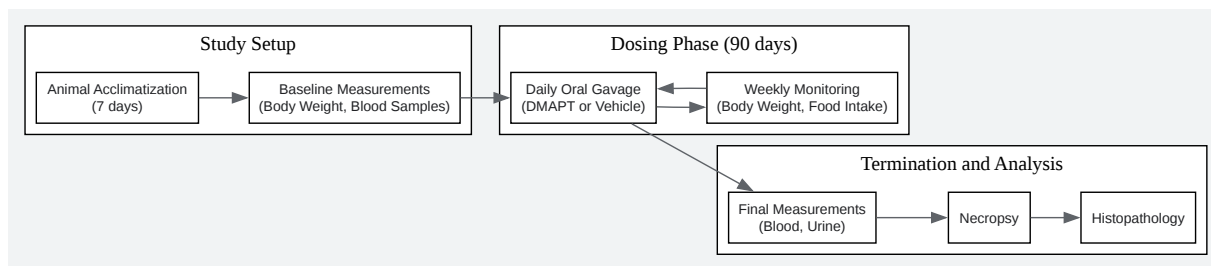 Study Setup
Animal Acclimatization
(7 days)
Baseline Measurements
(Body Weight, Blood Samples)
Dosing Phase (90 days)
Daily Oral Gavage
(DMAPT or Vehicle)
Weekly Monitoring
(Body Weight, Food Intake)
Termination and Analysis
Final Measurements
(Blood, Urine)
Necropsy
Histopathology